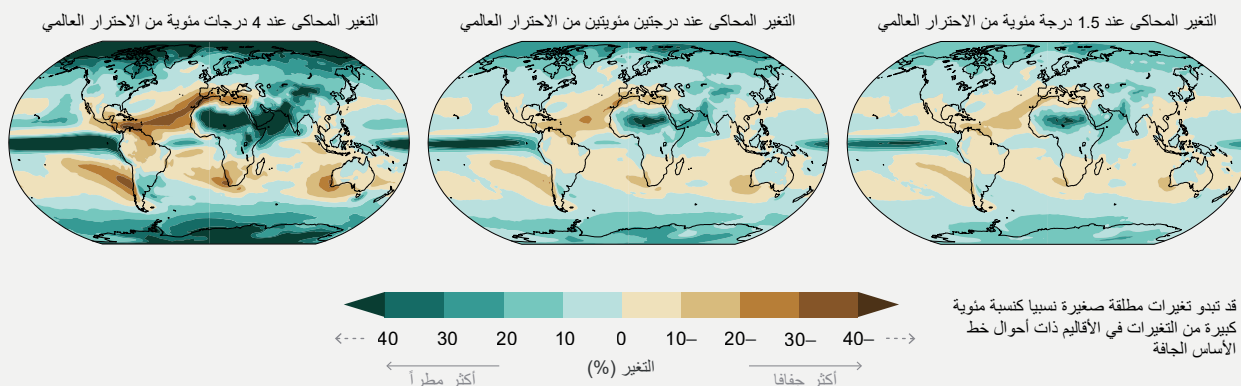 التغير المحاكى عند 1.5 درجة مئوية من الاحترار العالمي
التغير المحاكى عند درجتين مئويتين من الاحترار العالمي
التغير المحاكى عند 4 درجات مئوية من الاحترار العالمي
قد تبدو تغيرات مطلقة صغيرة نسبيا كنسبة مئوية
كبيرة من التغيرات في الأقاليم ذات أحوال خط
الأساس الجافة
40 30 20 10 0 10– 20– 30– 40–
التغير (%)
أكثر جفافا
أكثر مطراً